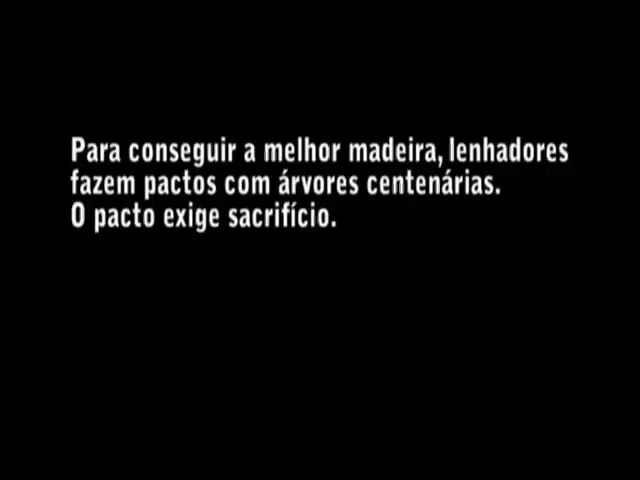 Para conseguir a melhor madeira, lenhadores
fazem pactos com árvores centenárias.
O pacto exige sacrifício.